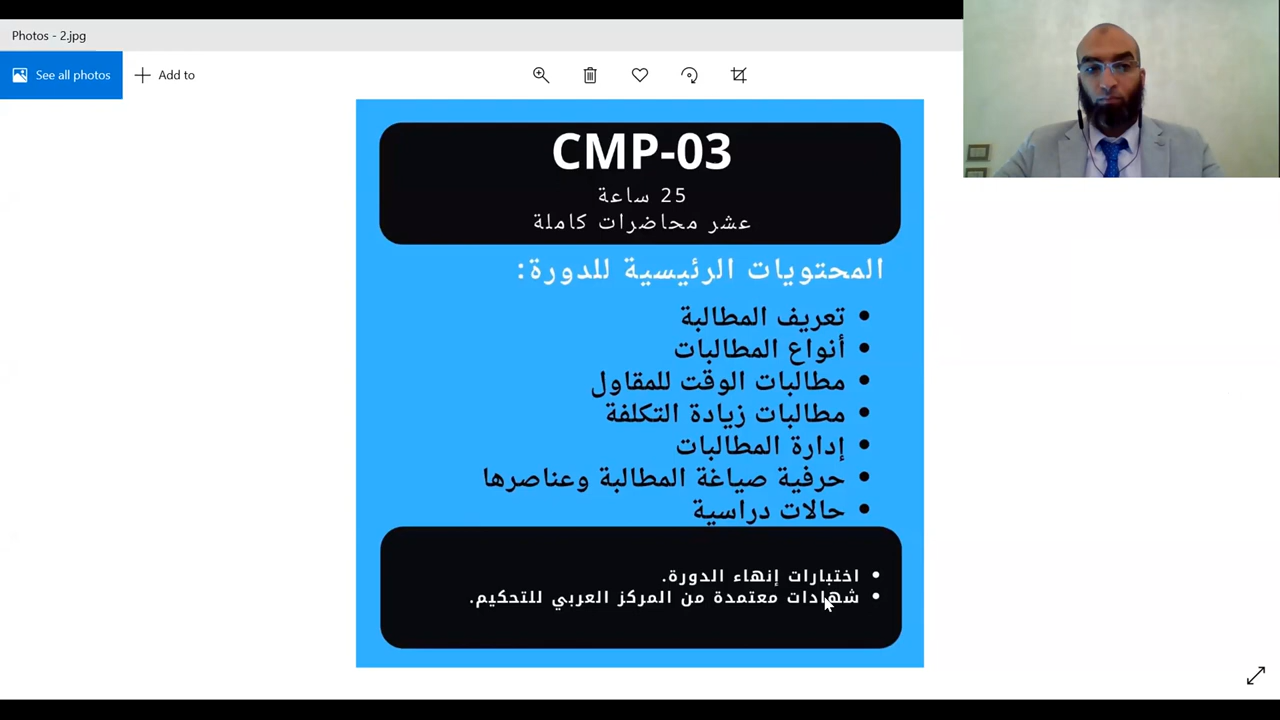 Photos - 2.jpg
See all photos
Add to
CMP-03
25 ساعة
عشر محاضرات كاملة
المحتويات الرئيسية للدورة:
• تعريف المطالبة
• أنواع المطالبات
• مطالبات الوقت للمقاول
• مطالبات زيادة التكلفة
• إدارة المطالبات
• حرفية صياغة المطالبة وعناصرها
• حالات دراسية
• اختبارات إنهاء الدورة.
• شهادات معتمدة من المركز العربي للتحكيم.